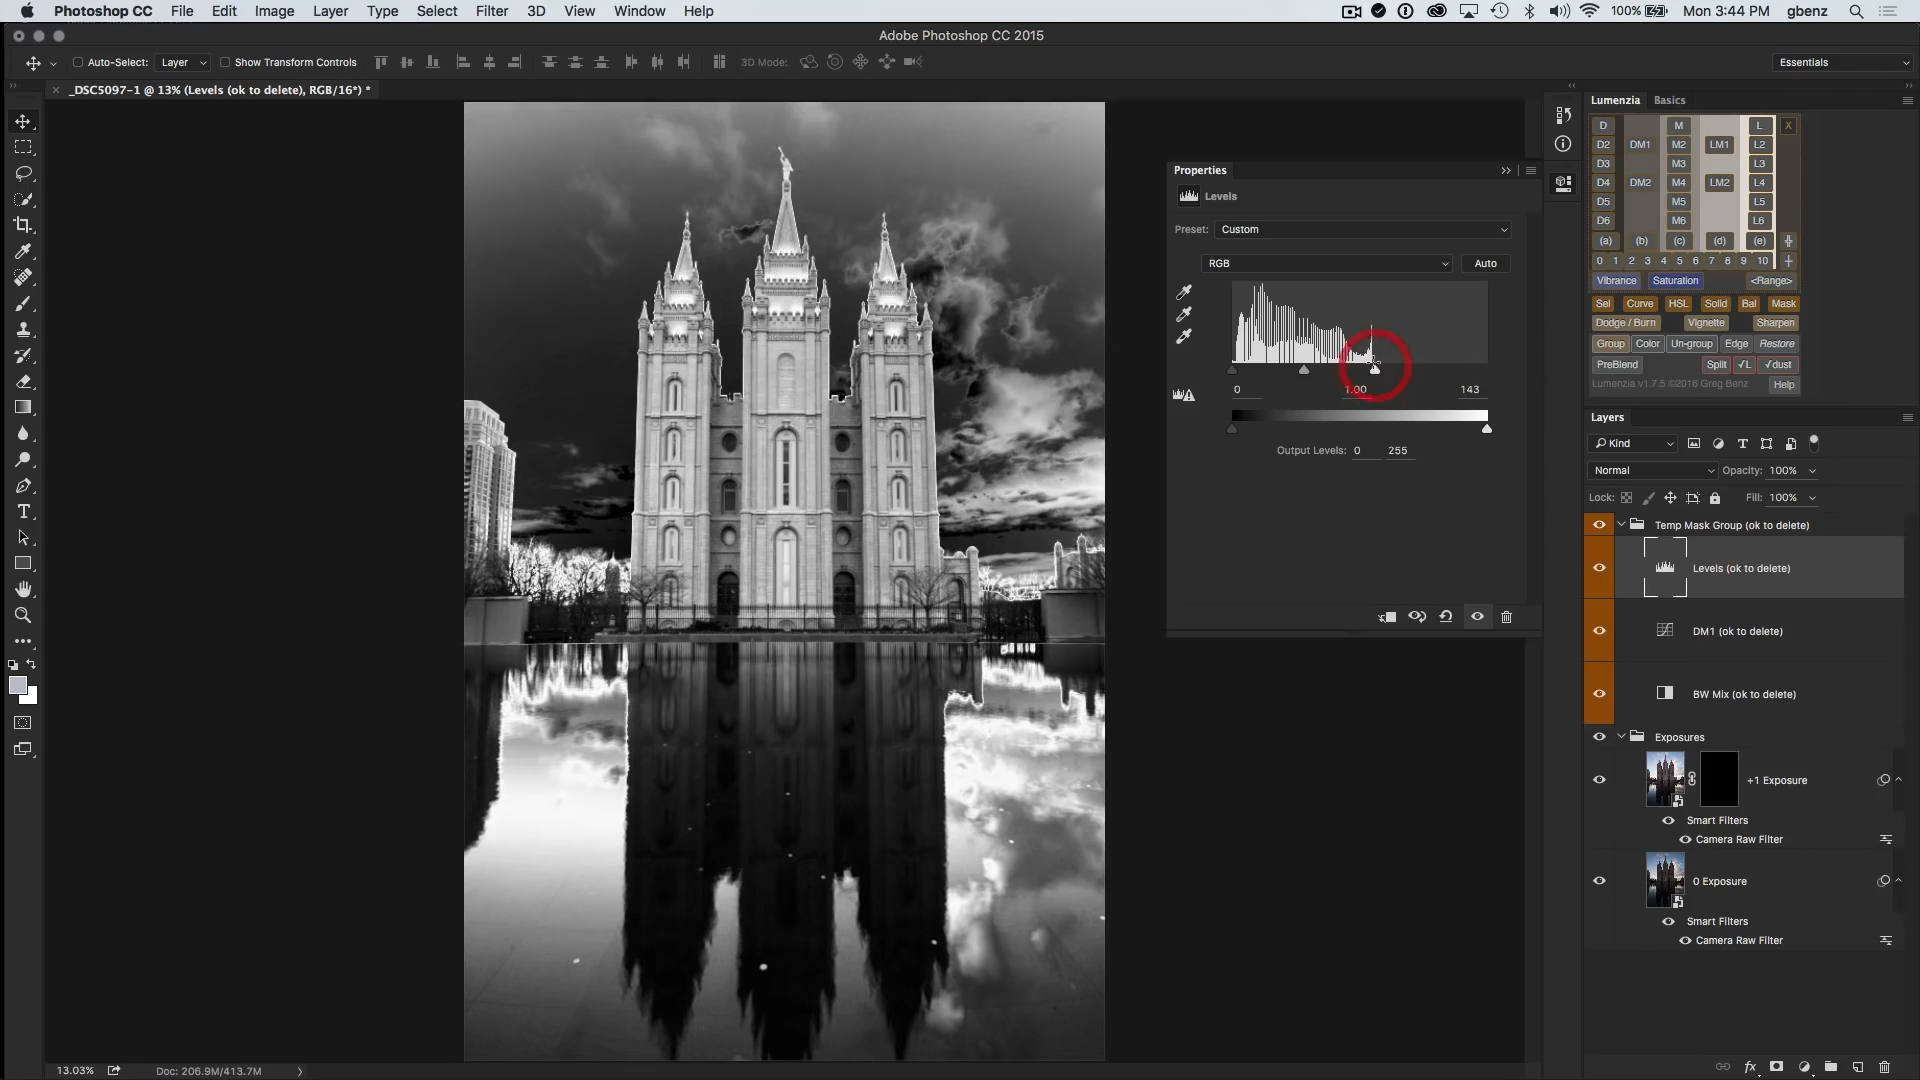 Photoshop CC File Edit Image Layer Type Select Filter 3D View Window Help 100% Mon 3:44 PM gbenz
Adobe Photoshop CC 2015
Auto-Select: Layer Show Transform Controls 3D Mode: Essentials
_DSC5097-1 @ 13% (Levels (ok to delete), RGB/16*) *
Properties
Levels
Preset: Custom
RGB Auto
0 1.00 143
Output Levels: 0 255
Lumenzia Basics
D M L X
D2 DM1 M2 LM1 L2
D3 M3 L3
D4 DM2 M4 LM2 L4
D5 M5 L5
D6 M6 L6
(a) (b) (c) (d) (e)
0 1 2 3 4 5 6 7 8 9 10
Vibrance Saturation <Range>
Sel Curve HSL Solid Bal Mask
Dodge / Burn Vignette Sharpen
Group Color Un-group Edge Restore
PreBlend Split √L √dust
Lumenzia v1.7.5 ©2016 Greg Benz Help
Layers
Kind
Normal Opacity: 100%
Lock: Fill: 100%
Temp Mask Group (ok to delete)
Levels (ok to delete)
DM1 (ok to delete)
BW Mix (ok to delete)
Exposures
+1 Exposure
Smart Filters
Camera Raw Filter
0 Exposure
Smart Filters
Camera Raw Filter
13.03% Doc: 206.9M/413.7M